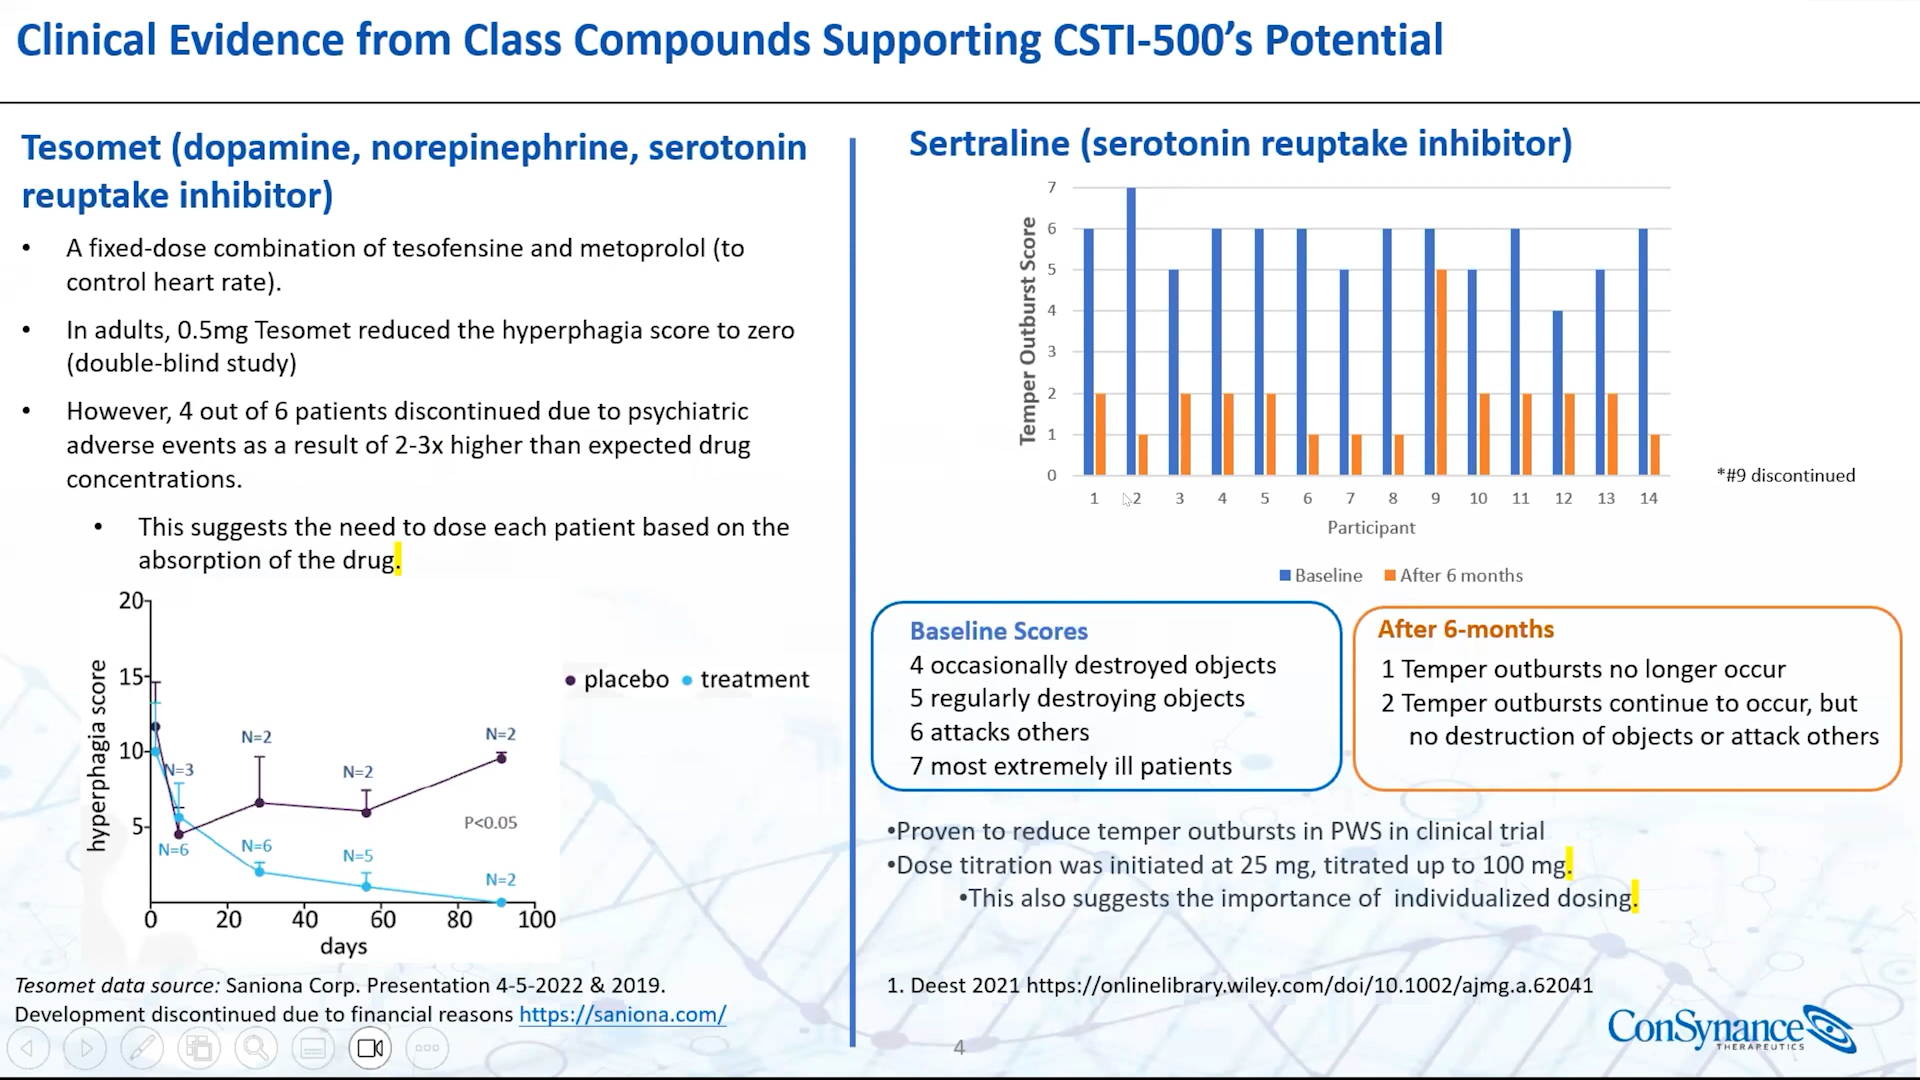 Clinical Evidence from Class Compounds Supporting CSTI-500’s Potential
Tesomet (dopamine, norepinephrine, serotonin
reuptake inhibitor)
• A fixed-dose combination of tesofensine and metoprolol (to
control heart rate).
• In adults, 0.5mg Tesomet reduced the hyperphagia score to zero
(double-blind study)
• However, 4 out of 6 patients discontinued due to psychiatric
adverse events as a result of 2-3x higher than expected drug
concentrations.
• This suggests the need to dose each patient based on the
absorption of the drug.
20
15
10
5
hyperphagia score
placebo treatment
N=3
N=2
N=2
N=2
P<0.05
N=6
N=6
N=5
N=2
0 20 40 60 80 100
days
Tesomet data source: Saniona Corp. Presentation 4-5-2022 & 2019.
Development discontinued due to financial reasons https://saniona.com/
Sertraline (serotonin reuptake inhibitor)
7
6
5
4
3
2
1
0
Temper Outburst Score
1 2 3 4 5 6 7 8 9 10 11 12 13 14
Participant
Baseline After 6 months
*#9 discontinued
Baseline Scores
4 occasionally destroyed objects
5 regularly destroying objects
6 attacks others
7 most extremely ill patients
After 6-months
1 Temper outbursts no longer occur
2 Temper outbursts continue to occur, but
no destruction of objects or attack others
•Proven to reduce temper outbursts in PWS in clinical trial
•Dose titration was initiated at 25 mg, titrated up to 100 mg.
•This also suggests the importance of individualized dosing.
1. Deest 2021 https://onlinelibrary.wiley.com/doi/10.1002/ajmg.a.62041
4
ConSynance
THERAPEUTICS